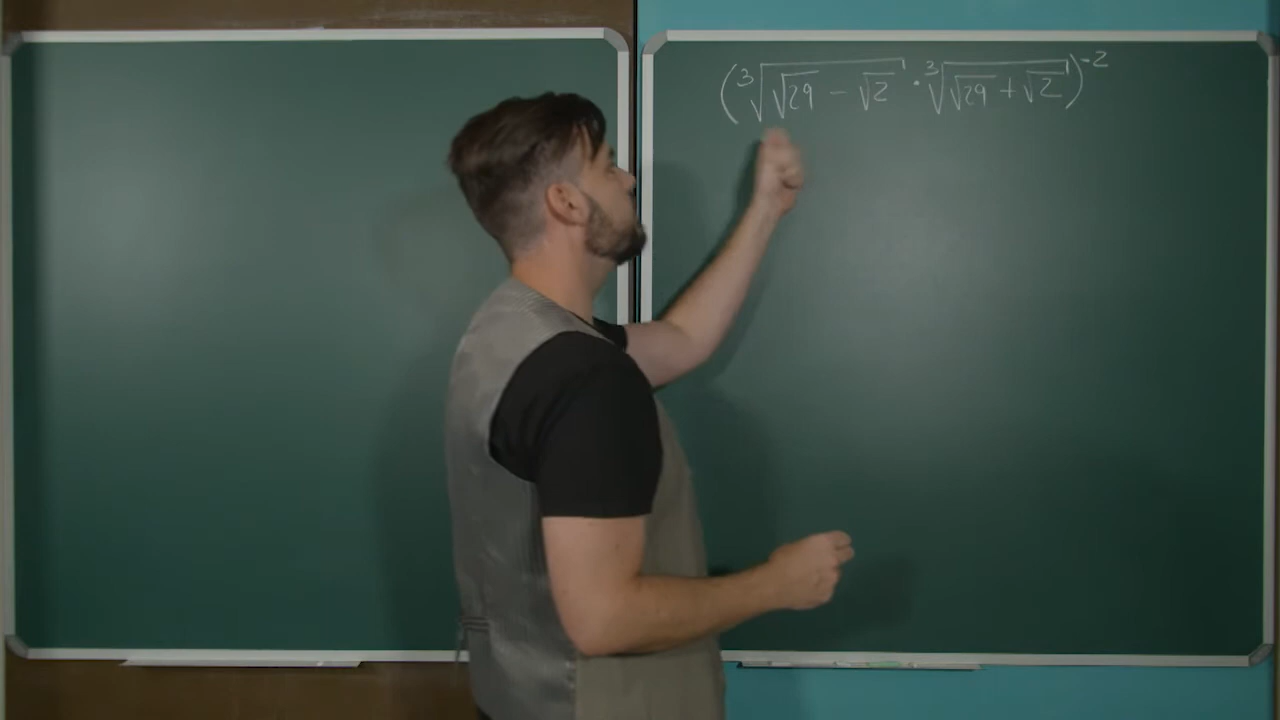 (∛(√29 − √2) · ∛(√29 + √2))⁻²